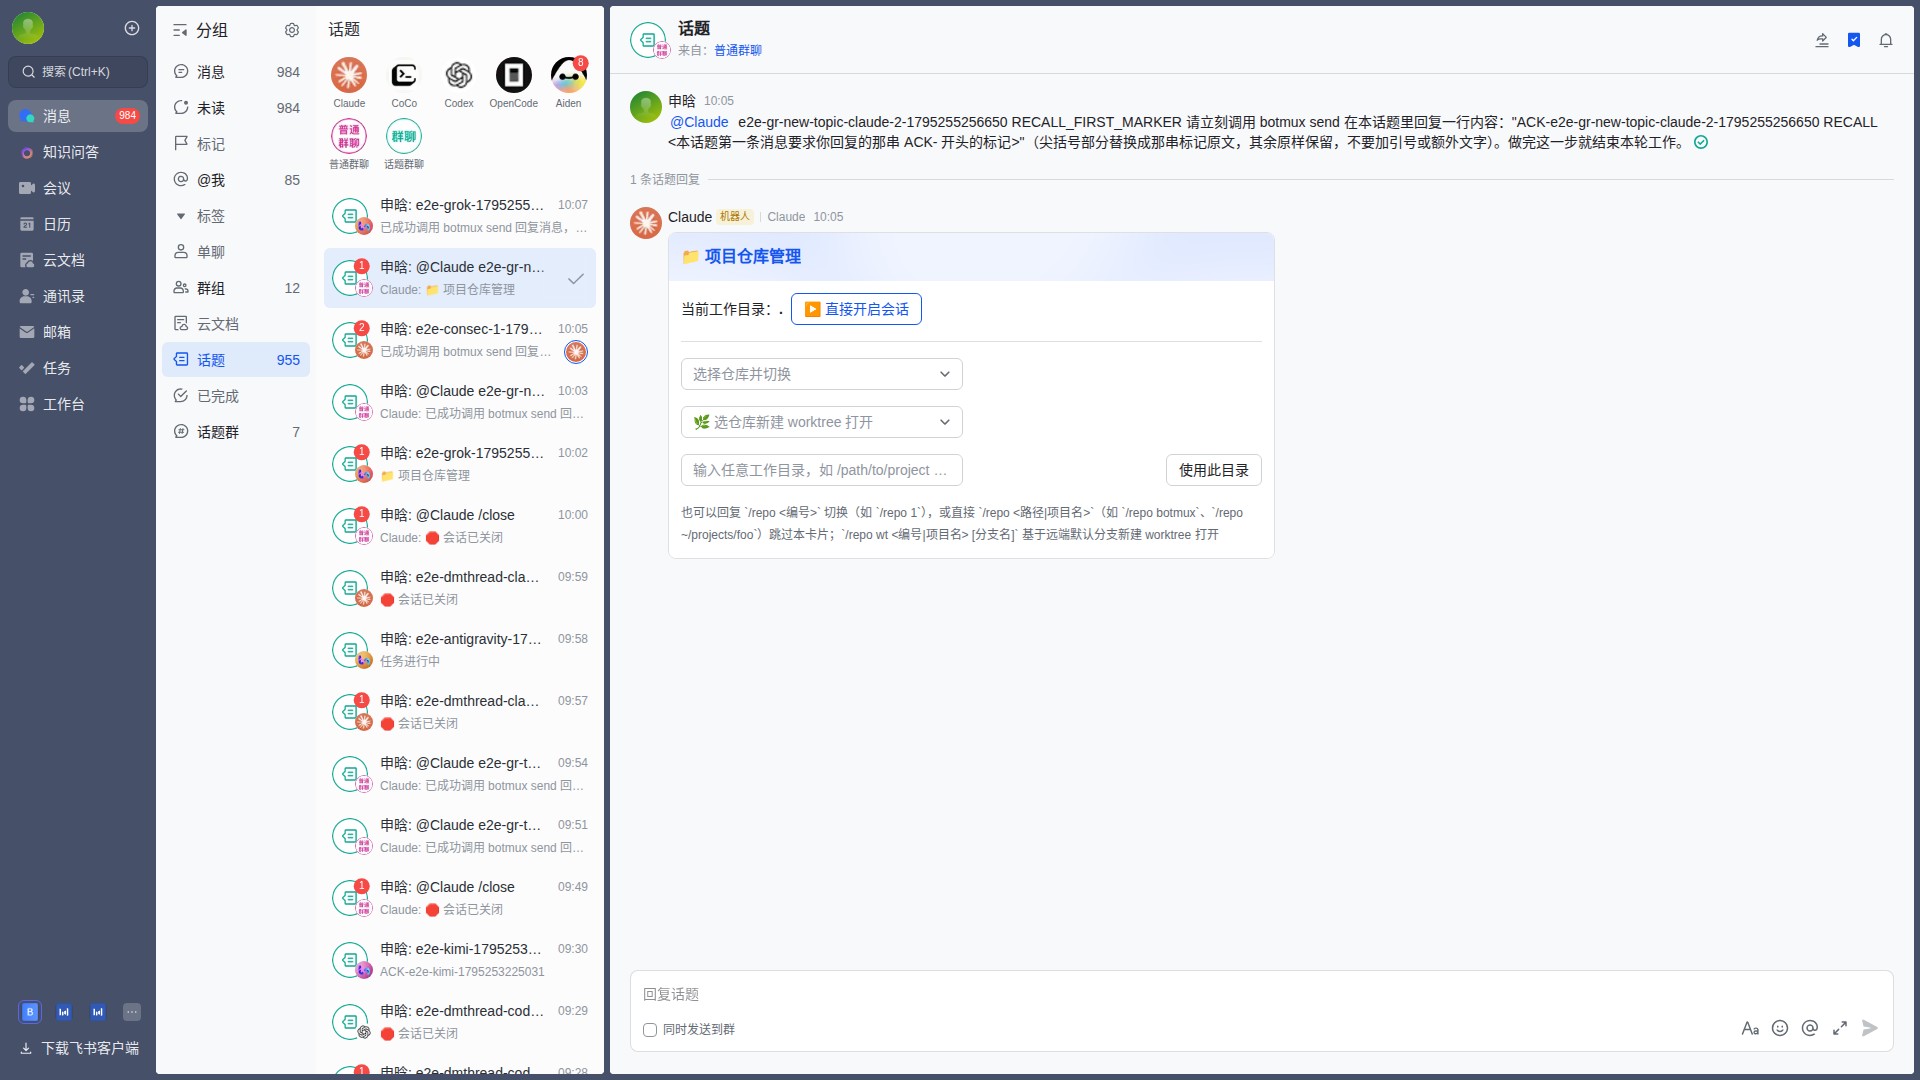 搜索 (Ctrl+K)
消息 984
知识问答
会议
日历
云文档
通讯录
邮箱
任务
工作台
B
下载飞书客户端
分组
消息 984
未读 984
标记
@我 85
标签
单聊
群组 12
云文档
话题 955
已完成
话题群 7
话题
Claude
CoCo
Codex
OpenCode
8
Aiden
普通群聊
普通群聊
群聊
话题群聊
申晗: e2e-grok-1795255... 10:07
已成功调用 botmux send 回复消息，...
1
申晗: @Claude e2e-gr-n...
Claude: 📁 项目仓库管理
2
申晗: e2e-consec-1-179... 10:05
已成功调用 botmux send 回复...
申晗: @Claude e2e-gr-n... 10:03
Claude: 已成功调用 botmux send 回...
1
申晗: e2e-grok-1795255... 10:02
📁 项目仓库管理
1
申晗: @Claude /close 10:00
Claude: 🛑 会话已关闭
申晗: e2e-dmthread-cla... 09:59
🛑 会话已关闭
申晗: e2e-antigravity-17... 09:58
任务进行中
1
申晗: e2e-dmthread-cla... 09:57
🛑 会话已关闭
申晗: @Claude e2e-gr-t... 09:54
Claude: 已成功调用 botmux send 回...
申晗: @Claude e2e-gr-t... 09:51
Claude: 已成功调用 botmux send 回...
1
申晗: @Claude /close 09:49
Claude: 🛑 会话已关闭
申晗: e2e-kimi-1795253... 09:30
ACK-e2e-kimi-1795253225031
申晗: e2e-dmthread-cod... 09:29
🛑 会话已关闭
1
申晗: e2e-dmthread-cod... 09:28
话题
来自：普通群聊
申晗 10:05
@Claude e2e-gr-new-topic-claude-2-1795255256650 RECALL_FIRST_MARKER 请立刻调用 botmux send 在本话题里回复一行内容："ACK-e2e-gr-new-topic-claude-2-1795255256650 RECALL
<本话题第一条消息要求你回复的那串 ACK- 开头的标记>"（尖括号部分替换成那串标记原文，其余原样保留，不要加引号或额外文字）。做完这一步就结束本轮工作。
1 条话题回复
Claude 机器人 | Claude 10:05
📁 项目仓库管理
当前工作目录：. ▶️ 直接开启会话
选择仓库并切换
🌿 选仓库新建 worktree 打开
输入任意工作目录，如 /path/to/project ... 使用此目录
也可以回复 `/repo <编号>` 切换（如 `/repo 1`），或直接 `/repo <路径|项目名>`（如 `/repo botmux`、`/repo
~/projects/foo`）跳过本卡片；`/repo wt <编号|项目名> [分支名]` 基于远端默认分支新建 worktree 打开
回复话题
同时发送到群
Aa